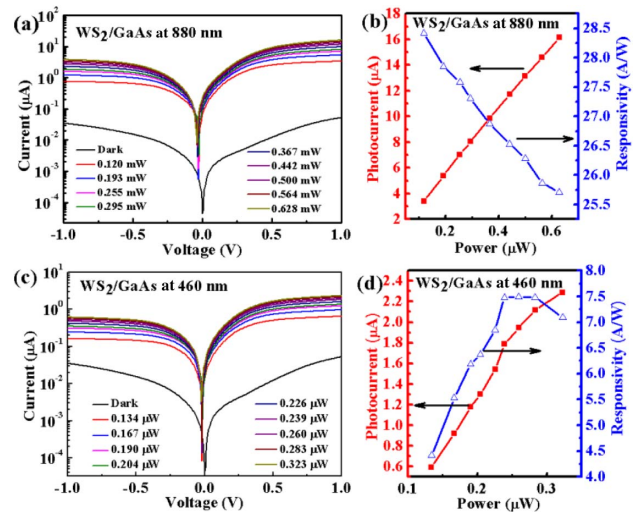 (a) WS2/GaAs at 880 nm
Current (µA)
10²
10¹
10⁰
10⁻¹
10⁻²
10⁻³
10⁻⁴
Dark
0.120 mW
0.193 mW
0.255 mW
0.295 mW
0.367 mW
0.442 mW
0.500 mW
0.564 mW
0.628 mW
-1.0 -0.5 0.0 0.5 1.0
Voltage (V)
(b) WS2/GaAs at 880 nm
Photocurrent (µA)
16
14
12
10
8
6
4
2
28.5
28.0
27.5
27.0
26.5
26.0
25.5
Responsivity (A/W)
0.0 0.2 0.4 0.6
Power (µW)
(c) WS2/GaAs at 460 nm
Current (µA)
10¹
10⁰
10⁻¹
10⁻²
10⁻³
10⁻⁴
Dark
0.134 µW
0.167 µW
0.190 µW
0.204 µW
0.226 µW
0.239 µW
0.260 µW
0.283 µW
0.323 µW
-1.0 -0.5 0.0 0.5 1.0
Voltage (V)
(d) WS2/GaAs at 460 nm
Photocurrent (µA)
2.4
2.2
2.0
1.8
1.6
1.4
1.2
1.0
0.8
0.6
8.0
7.5
7.0
6.5
6.0
5.5
5.0
4.5
4.0
Responsivity (A/W)
0.1 0.2 0.3
Power (µW)